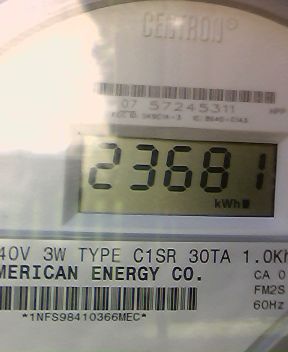 CENTRON®
07 57245311
23681
kWh
40V 3W TYPE C1SR 30TA 1.0Kh
MERICAN ENERGY CO.
CA 0
FM2S
60Hz
*1NFS98410366MEC*